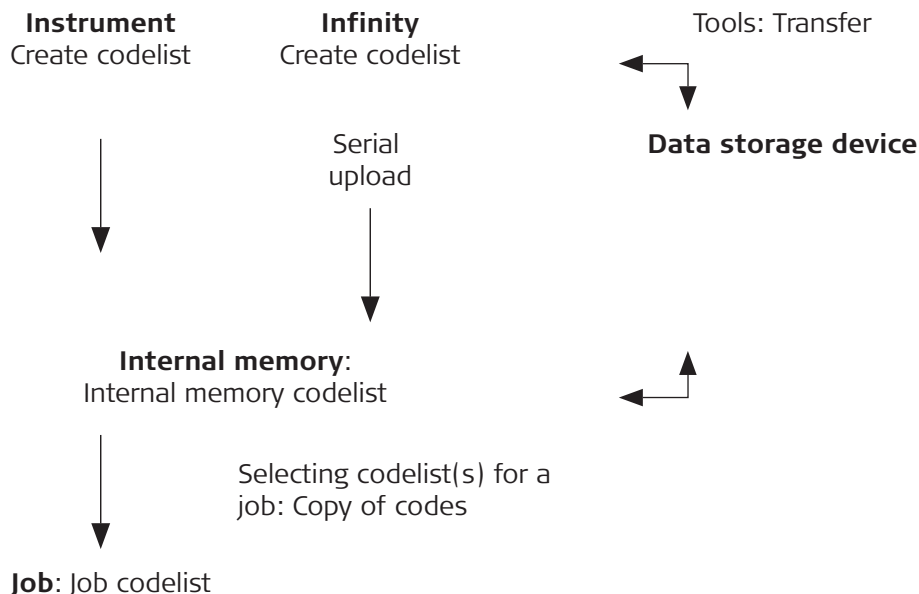 Instrument
Create codelist
Infinity
Create codelist
Tools: Transfer
Serial
upload
Data storage device
Internal memory:
Internal memory codelist
Selecting codelist(s) for a
job: Copy of codes
Job: Job codelist